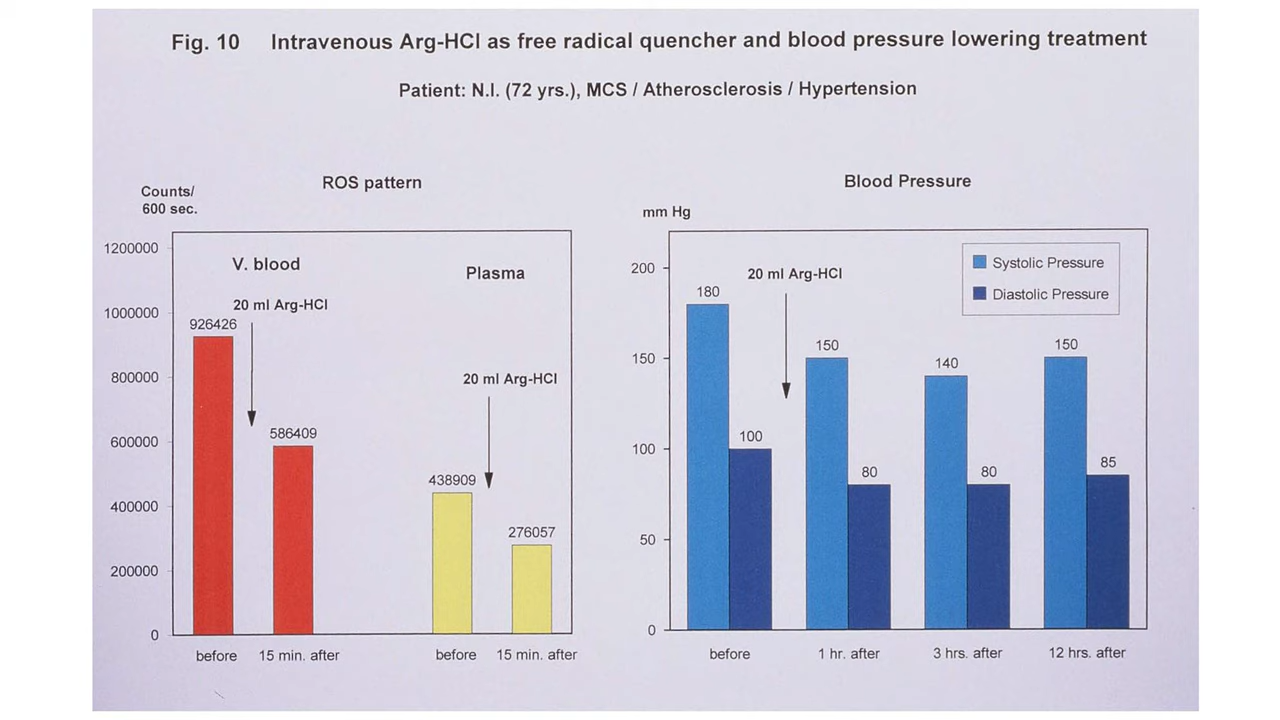 Fig. 10 Intravenous Arg-HCl as free radical quencher and blood pressure lowering treatment
Patient: N.I. (72 yrs.), MCS / Atherosclerosis / Hypertension
ROS pattern
Counts/
600 sec.
1200000
1000000
800000
600000
400000
200000
0
V. blood
20 ml Arg-HCl
926426
586409
Plasma
20 ml Arg-HCl
438909
276057
before
15 min. after
before
15 min. after
Blood Pressure
mm Hg
200
150
100
50
0
Systolic Pressure
Diastolic Pressure
20 ml Arg-HCl
180
100
150
80
140
80
150
85
before
1 hr. after
3 hrs. after
12 hrs. after